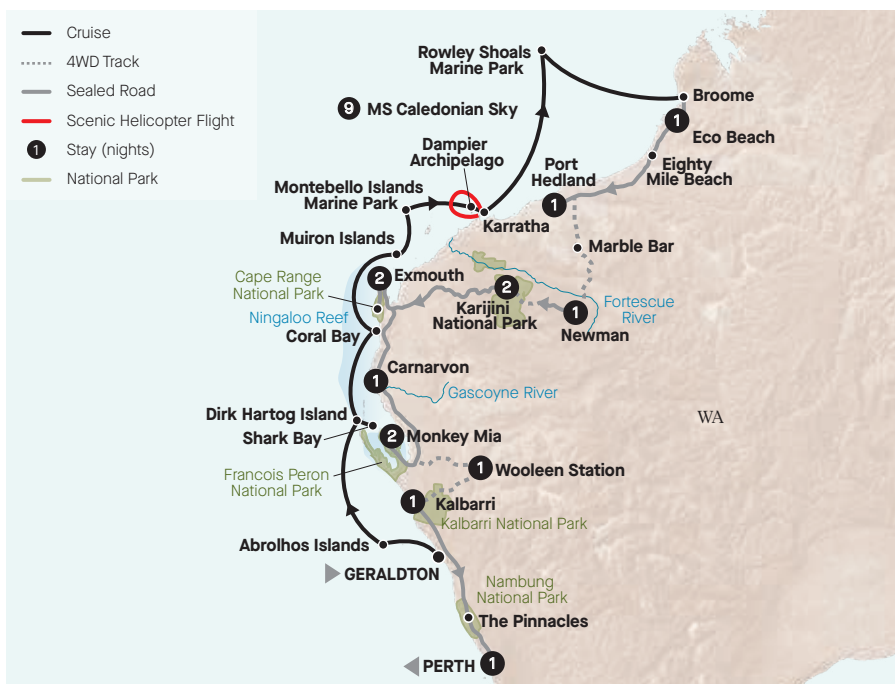 Cruise
4WD Track
Sealed Road
Scenic Helicopter Flight
1 Stay (nights)
National Park
Rowley Shoals
Marine Park
9 MS Caledonian Sky
Broome
1
Eco Beach
Dampier
Archipelago
Eighty
Mile Beach
Port
Hedland
1
Montebello Islands
Marine Park
Karratha
Marble Bar
Muiron Islands
2 Exmouth
Cape Range
National Park
2
Karijini
National Park
Fortescue
River
1
Newman
Ningaloo Reef
Coral Bay
Carnarvon
1
Gascoyne River
Dirk Hartog Island
Shark Bay
2 Monkey Mia
WA
1 Wooleen Station
Francois Peron
National Park
1 Kalbarri
Kalbarri National Park
Abrolhos Islands
GERALDTON
Nambung
National Park
The Pinnacles
PERTH 1